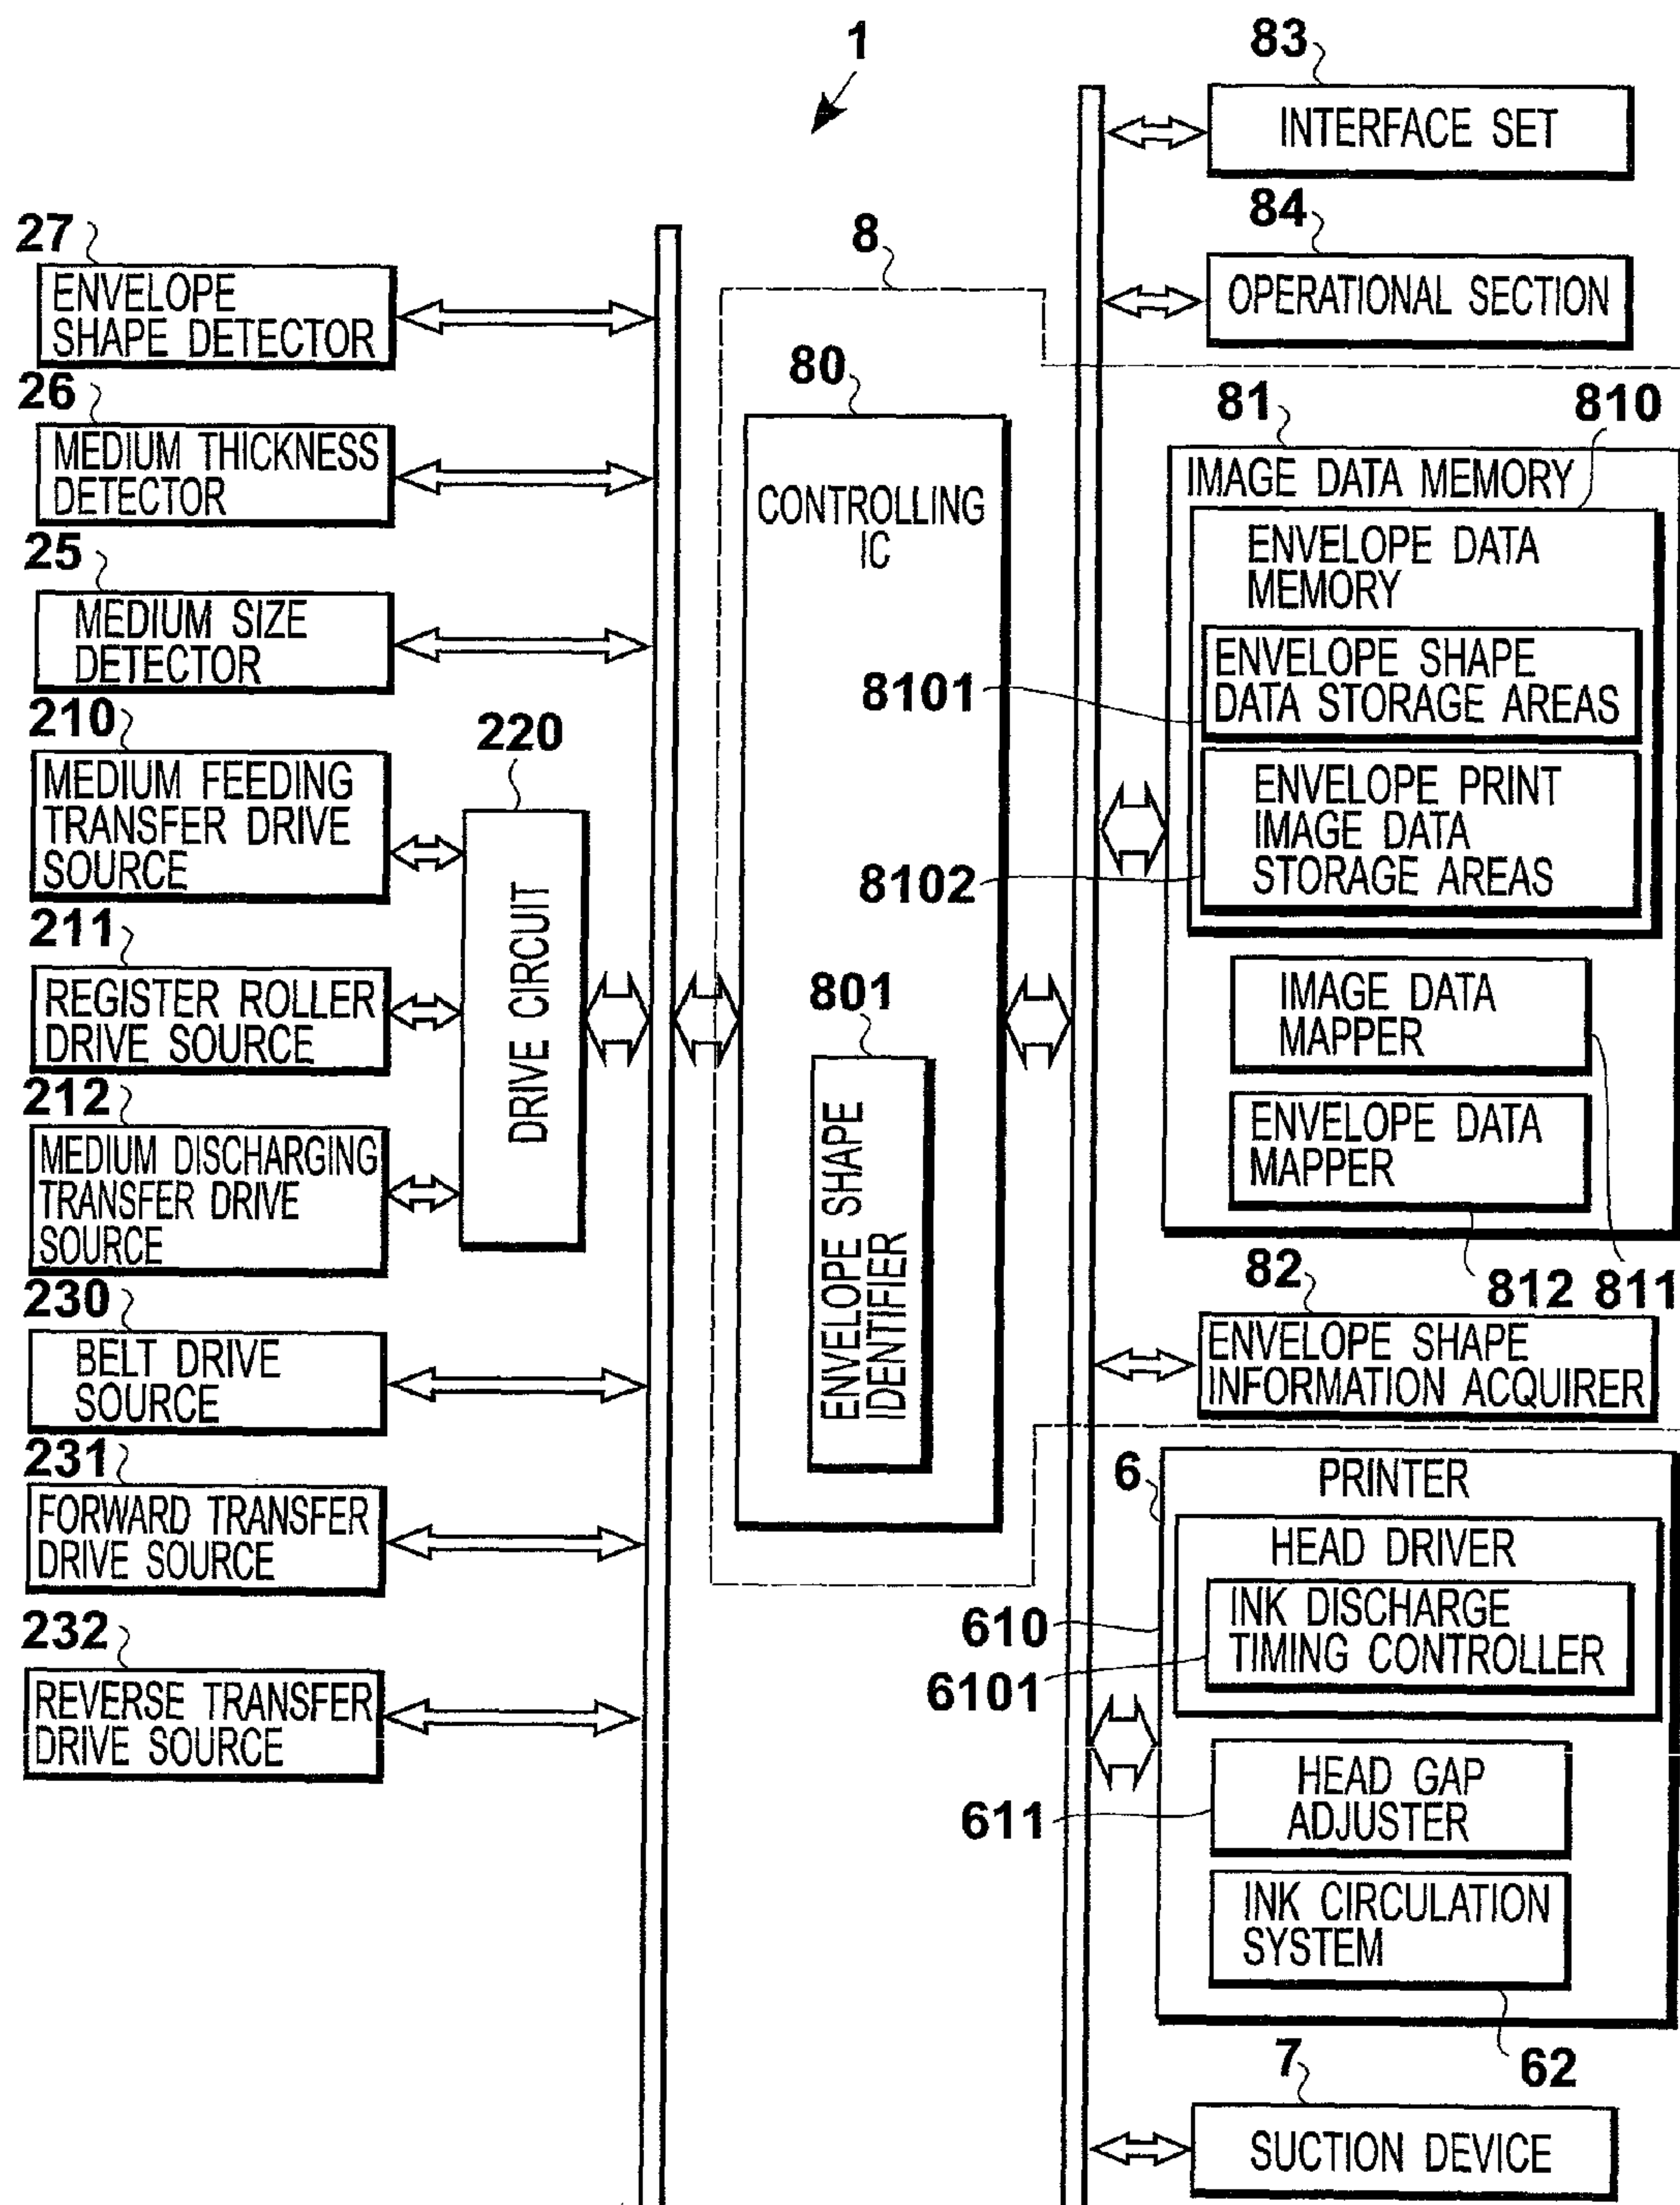 1
27
ENVELOPE
SHAPE DETECTOR
26
MEDIUM THICKNESS
DETECTOR
25
MEDIUM SIZE
DETECTOR
210
MEDIUM FEEDING
TRANSFER DRIVE
SOURCE
211
REGISTER ROLLER
DRIVE SOURCE
212
MEDIUM DISCHARGING
TRANSFER DRIVE
SOURCE
220
DRIVE CIRCUIT
230
BELT DRIVE
SOURCE
231
FORWARD TRANSFER
DRIVE SOURCE
232
REVERSE TRANSFER
DRIVE SOURCE
8
80
CONTROLLING
IC
801
ENVELOPE SHAPE
IDENTIFIER
83
INTERFACE SET
84
OPERATIONAL SECTION
81
810
IMAGE DATA MEMORY
ENVELOPE DATA
MEMORY
8101
ENVELOPE SHAPE
DATA STORAGE AREAS
8102
ENVELOPE PRINT
IMAGE DATA
STORAGE AREAS
IMAGE DATA
MAPPER
ENVELOPE DATA
MAPPER
812
811
82
ENVELOPE SHAPE
INFORMATION ACQUIRER
6
PRINTER
610
HEAD DRIVER
6101
INK DISCHARGE
TIMING CONTROLLER
611
HEAD GAP
ADJUSTER
INK CIRCULATION
SYSTEM
62
7
SUCTION DEVICE